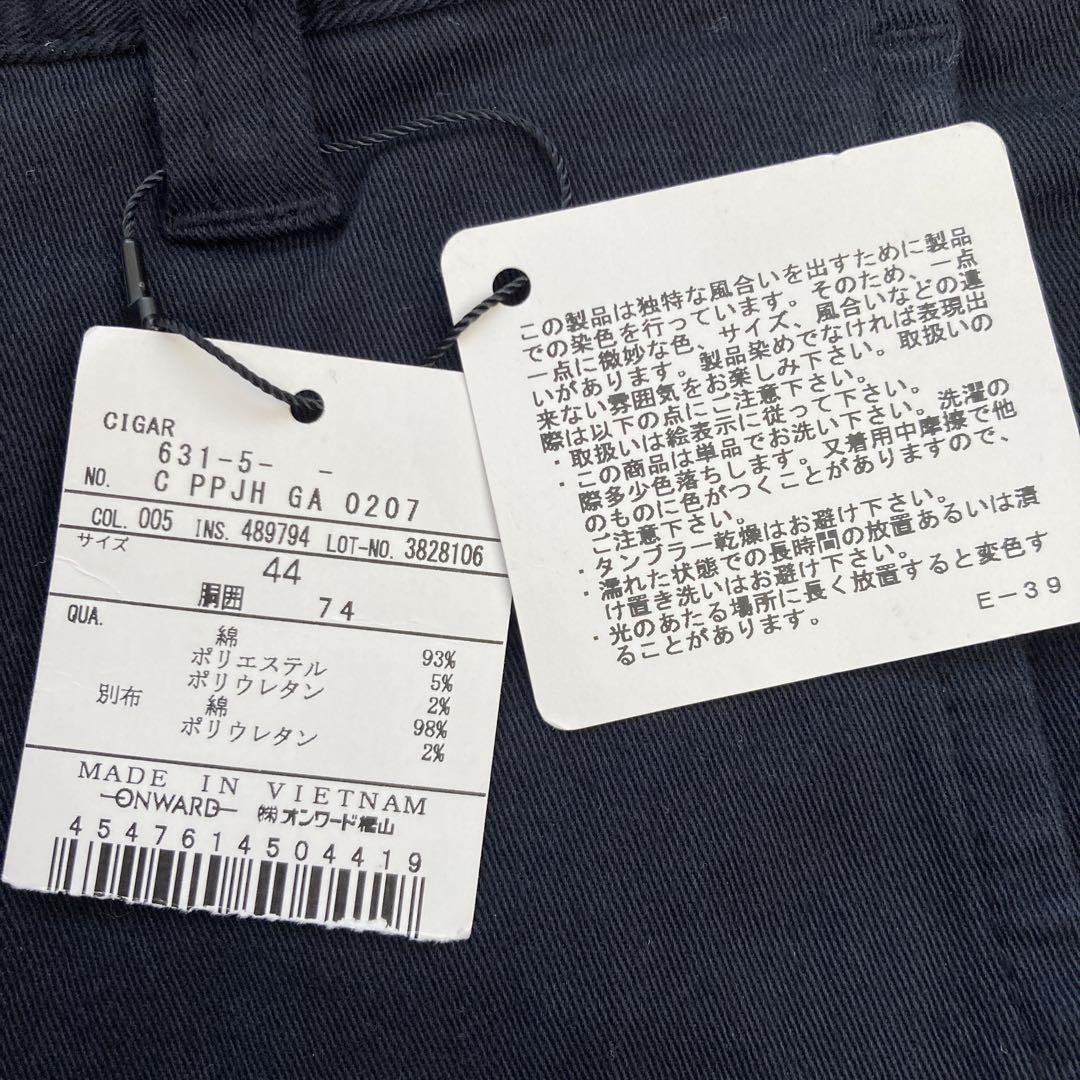 CIGAR
631-5-   -
NO. C PPJH GA 0207
COL. 005 INS. 489794 LOT-NO. 3828106
サイズ
44
胴囲 74
QUA.
綿 93%
ポリエステル 5%
ポリウレタン 2%
別布 綿 98%
ポリウレタン 2%
MADE IN VIETNAM
ONWARD ㈱オンワード樫山
4547614504419
この製品は独特な風合いを出すために製品
での染色を行っています。そのため、一点
一点に微妙な色、サイズ、風合いなどの違
いがあります。製品染めでなければ表現出
来ない雰囲気をお楽しみ下さい。取扱いの
際は以下の点にご注意下さい。
・取扱いは絵表示に従って下さい。
・この商品は単品でお洗い下さい。洗濯の
際多少色落ちします。又着用中摩擦で他
のものに色がつくことがありますので、
ご注意下さい。
・タンブラー乾燥はお避け下さい。
・濡れた状態での長時間の放置あるいは漬
け置き洗いはお避け下さい。
・光のあたる場所に長く放置すると変色す
ることがあります。
E－39